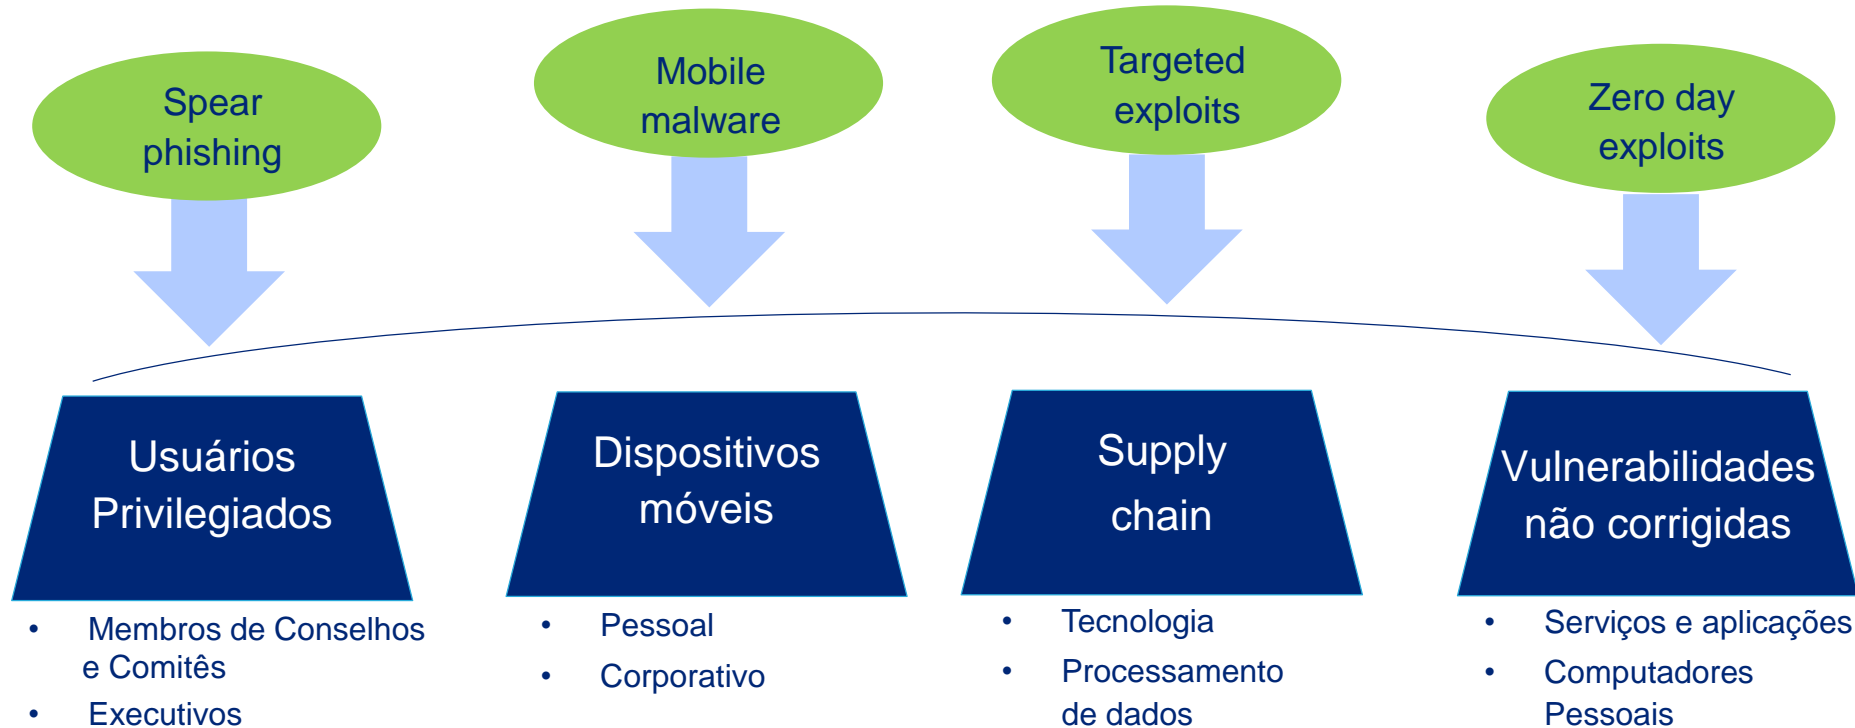 Spear
phishing
Mobile
malware
Targeted
exploits
Zero day
exploits
Usuários
Privilegiados
Dispositivos
móveis
Supply
chain
Vulnerabilidades
não corrigidas
• Membros de Conselhos
e Comitês
• Executivos
• Pessoal
• Corporativo
• Tecnologia
• Processamento
de dados
• Serviços e aplicações
• Computadores
Pessoais